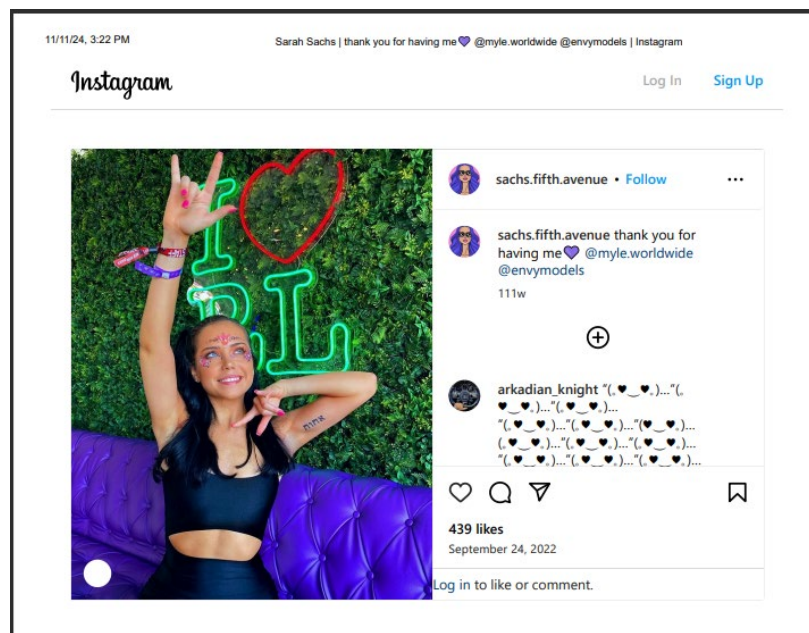 11/11/24, 3:22 PM
Sarah Sachs | thank you for having me💜 @myle.worldwide @envymodels | Instagram
Instagram
Log In
Sign Up
I
RL
sachs.fifth.avenue • Follow
sachs.fifth.avenue thank you for
having me💜 @myle.worldwide
@envymodels
111w
arkadian_knight "(｡♥‿♥｡)..."(｡
♥‿♥｡)..."(｡♥‿♥｡)...
"(｡♥‿♥｡)..."(｡♥‿♥｡)..."(♥‿♥｡)...
(｡♥‿♥｡)..."(｡♥‿♥｡)..."(｡♥‿♥｡)...
"(｡♥‿♥｡)..."(｡♥‿♥｡)..."(｡♥‿♥｡)...
439 likes
September 24, 2022
Log in to like or comment.